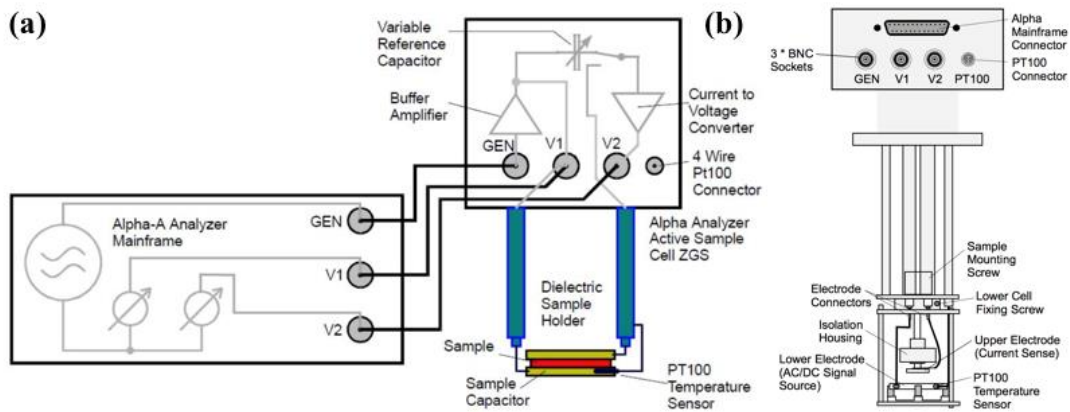 (a)
Variable
Reference
Capacitor
Buffer
Amplifier
Current to
Voltage
Converter
GEN
V1
V2
4 Wire
Pt100
Connector
Alpha-A Analyzer
Mainframe
GEN
V1
V2
Alpha Analyzer
Active Sample
Cell ZGS
Dielectric
Sample
Holder
Sample
Sample
Capacitor
PT100
Temperature
Sensor
(b)
Alpha
Mainframe
Connector
3 * BNC
Sockets
GEN V1 V2 PT100
PT100
Connector
Sample
Mounting
Screw
Electrode
Connectors
Lower Cell
Fixing Screw
Isolation
Housing
Upper Electrode
(Current Sense)
Lower Electrode
(AC/DC Signal
Source)
PT100
Temperature
Sensor